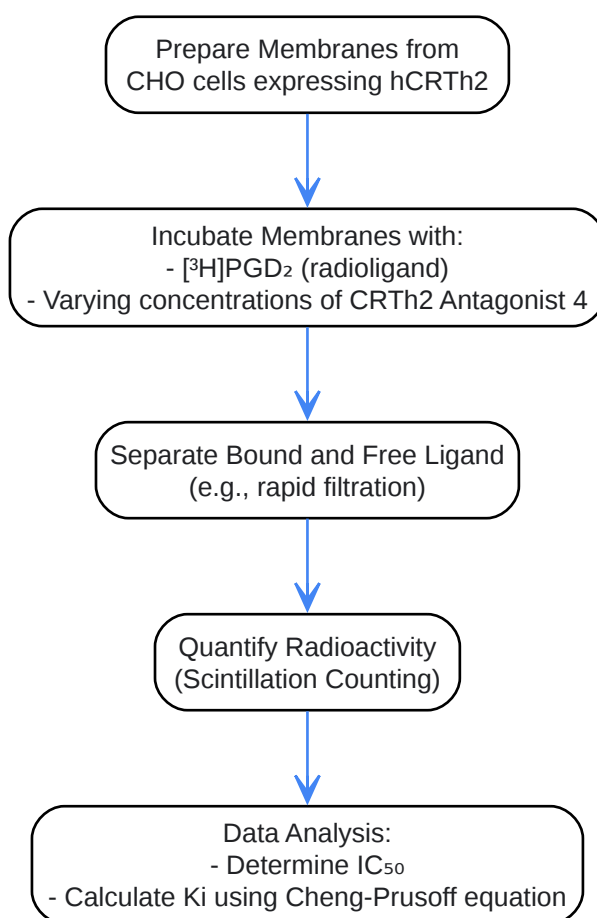 Prepare Membranes from
CHO cells expressing hCRTh2
Incubate Membranes with:
- [³H]PGD₂ (radioligand)
- Varying concentrations of CRTh2 Antagonist 4
Separate Bound and Free Ligand
(e.g., rapid filtration)
Quantify Radioactivity
(Scintillation Counting)
Data Analysis:
- Determine IC₅₀
- Calculate Ki using Cheng-Prusoff equation